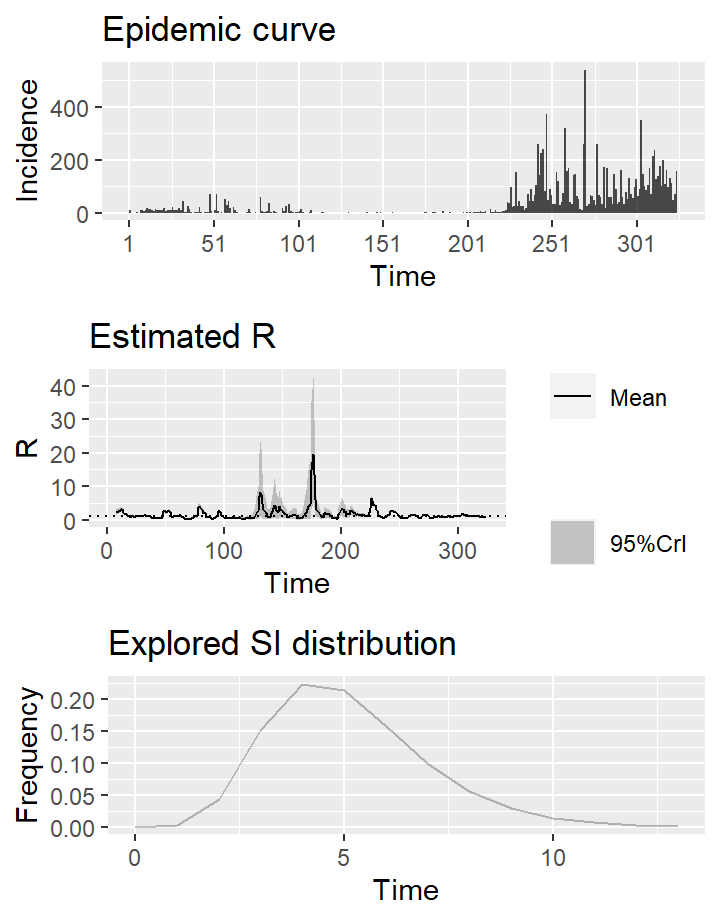 Epidemic curve
Incidence
400
200
0
1 51 101 151 201 251 301
Time
Estimated R
R
40
30
20
10
0
0 100 200 300
Time
Mean
95%CrI
Explored SI distribution
Frequency
0.20
0.15
0.10
0.05
0.00
0 5 10
Time